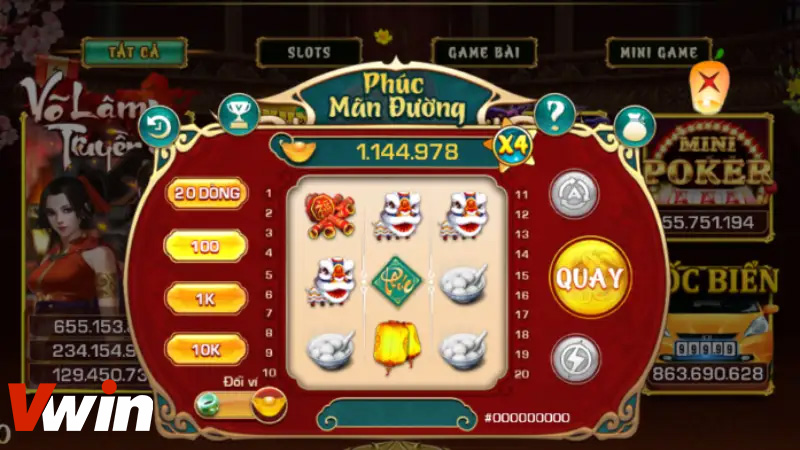 TẤT CẢ
SLOTS
GAME BÀI
MINI GAME
Phúc
Mãn Đường
1.144.978
X4
Võ Lâm
Truyền
20 DÒNG
100
1K
10K
Đổi ví
1
2
3
4
5
6
7
8
9
10
Phúc
11
12
13
14
15
16
17
18
19
20
QUAY
#000000000
MINI
POKER
55.751.194
ỐC BIỂN
99999
863.690.628
655.153.
234.154.9
129.450.73
Vwin